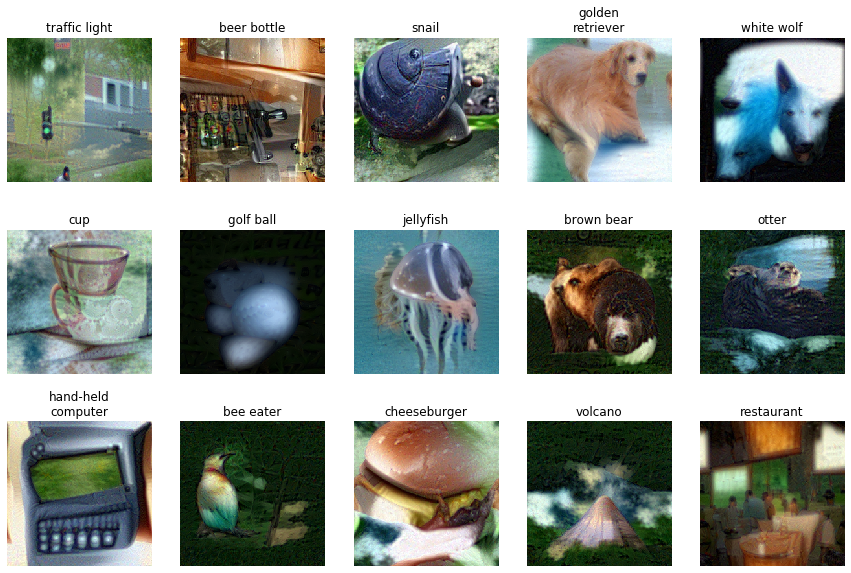 traffic light
beer bottle
snail
golden
retriever
white wolf
cup
golf ball
jellyfish
brown bear
otter
hand-held
computer
bee eater
cheeseburger
volcano
restaurant